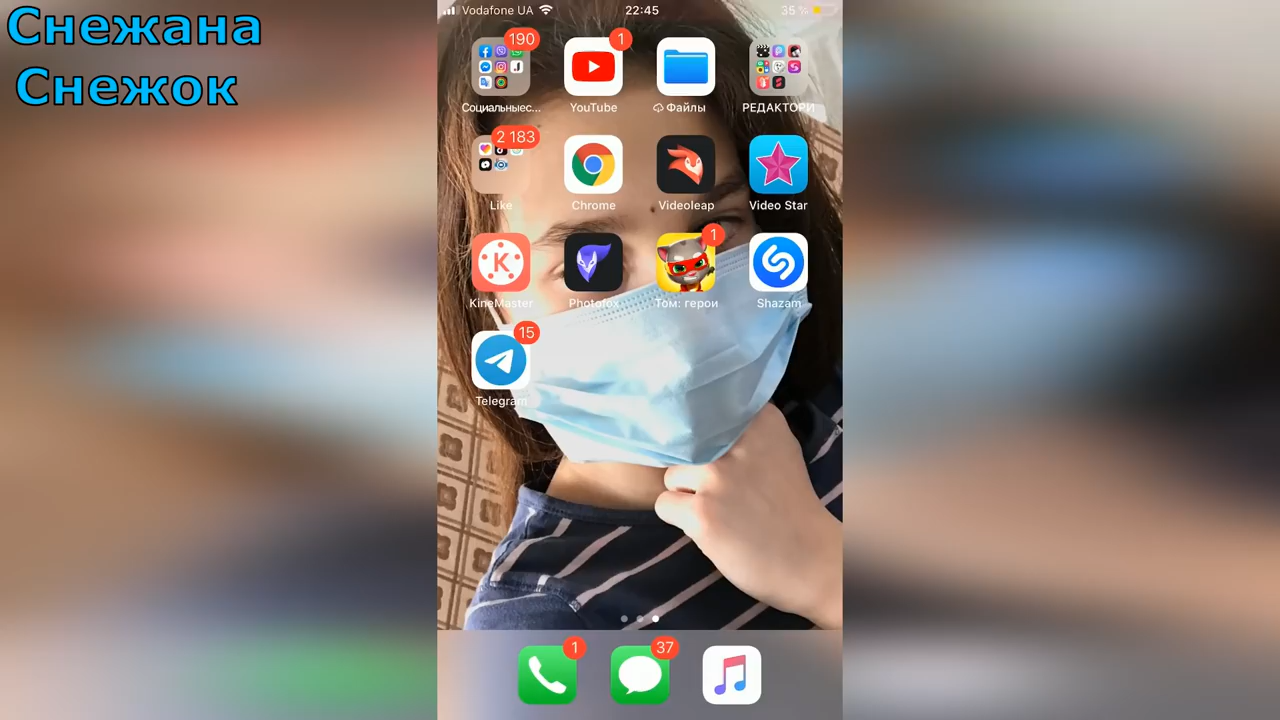 Снежана
Снежок
Vodafone UA
22:45
35 %
190
1
Социальныес...
YouTube
Файлы
РЕДАКТОРИ
2 183
Like
Chrome
Videoleap
Video Star
1
KineMaster
Photofox
Том: герои
Shazam
15
Telegram
1
37